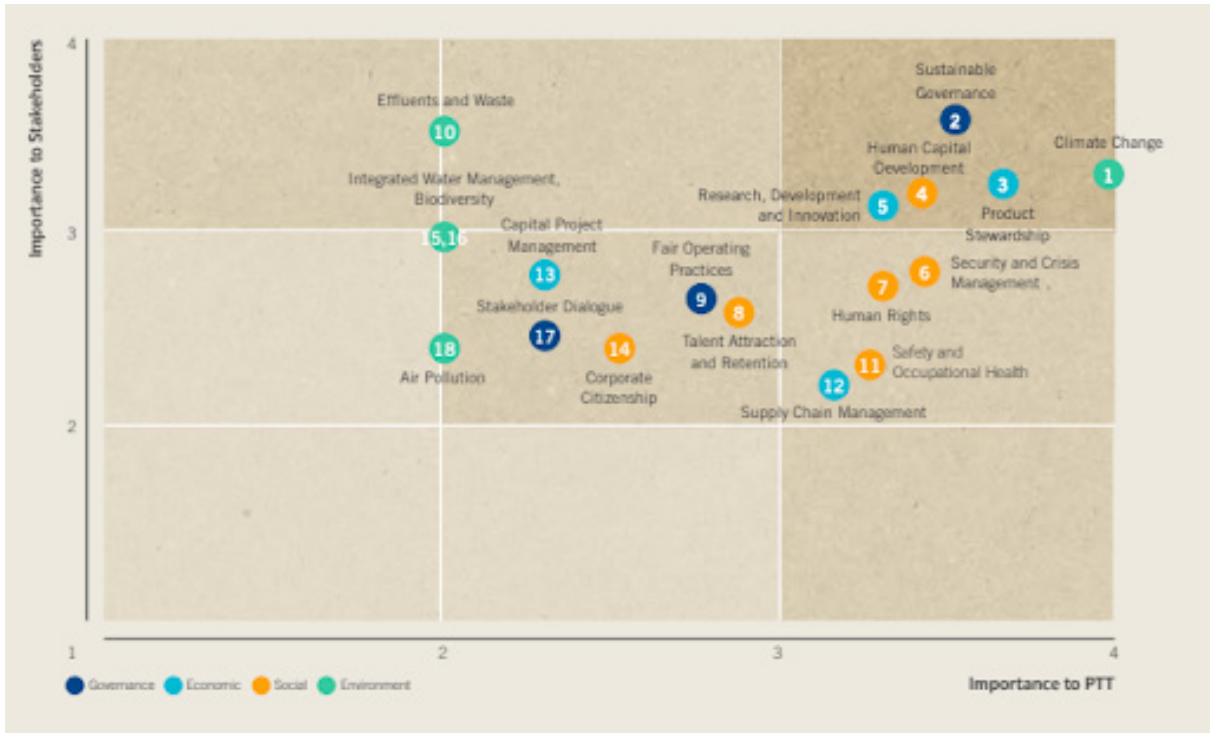 Importance to Stakeholders
4
3
2
1
2
3
4
Sustainable
Governance
2
Effluents and Waste
10
Climate Change
1
Human Capital
Development
4
3
Product
Stewardship
Integrated Water Management,
Biodiversity
15,16
Research, Development
and Innovation
5
Capital Project
Management
13
Fair Operating
Practices
9
6
Security and Crisis
Management
7
Human Rights
Stakeholder Dialogue
17
8
Talent Attraction
and Retention
18
Air Pollution
14
Corporate
Citizenship
11
Safety and
Occupational Health
12
Supply Chain Management
Governance
Economic
Social
Environment
Importance to PTT